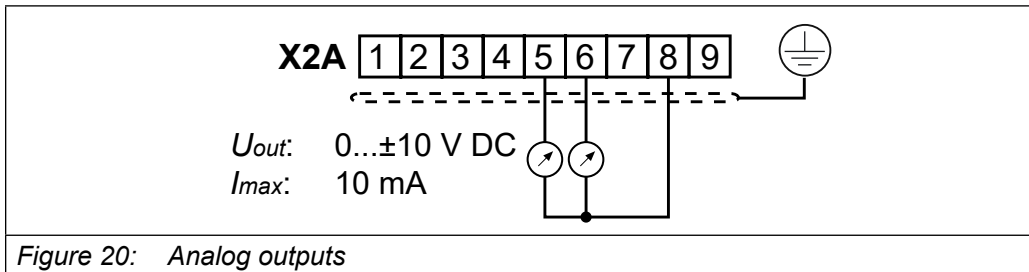 X2A 1 2 3 4 5 6 7 8 9
Uout: 0...±10 V DC
Imax: 10 mA
Figure 20: Analog outputs